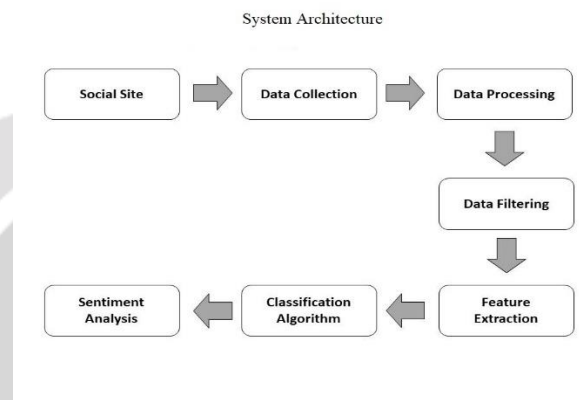 System Architecture
Social Site
Data Collection
Data Processing
Data Filtering
Feature
Extraction
Classification
Algorithm
Sentiment
Analysis